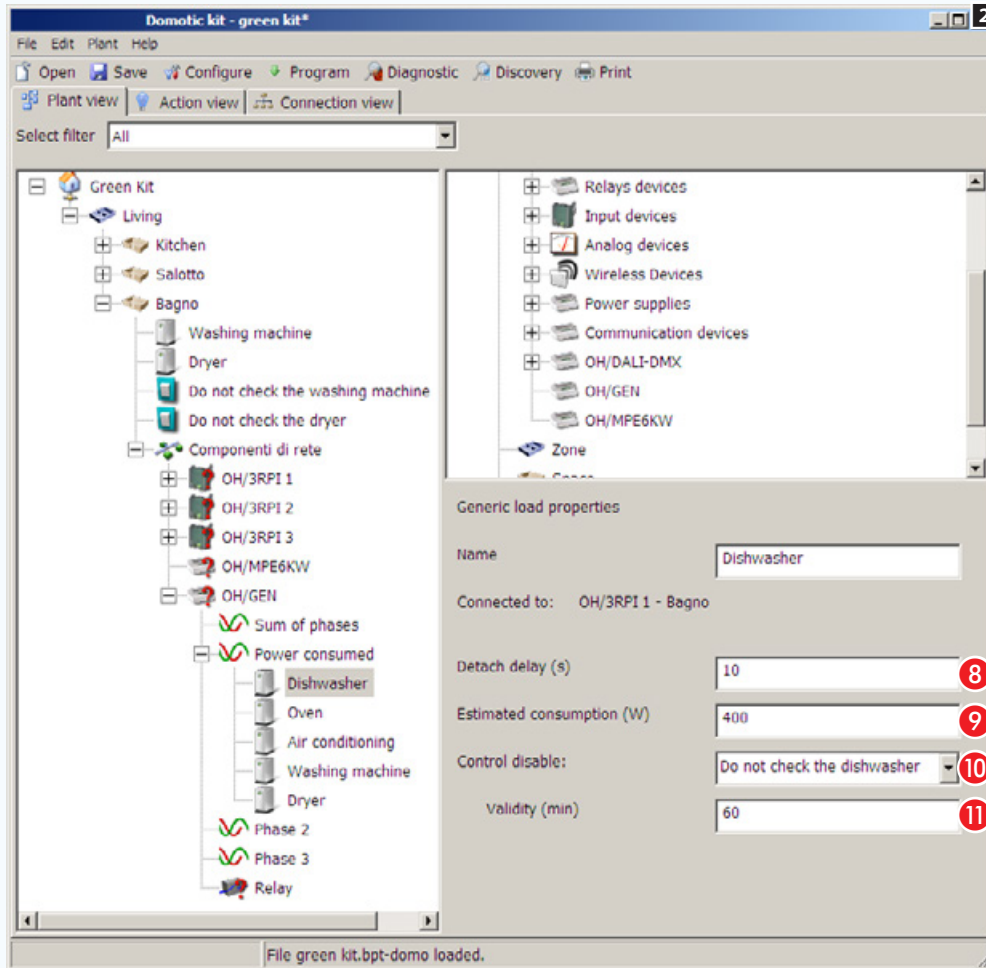 Domotic kit - green kit*
2
File Edit Plant Help
Open Save Configure Program Diagnostic Discovery Print
Plant view Action view Connection view
Select filter All
Green Kit
Living
Kitchen
Salotto
Bagno
Washing machine
Dryer
Do not check the washing machine
Do not check the dryer
Componenti di rete
OH/3RPI 1
OH/3RPI 2
OH/3RPI 3
OH/MPE6KW
OH/GEN
Sum of phases
Power consumed
Dishwasher
Oven
Air conditioning
Washing machine
Dryer
Phase 2
Phase 3
Relay
Relays devices
Input devices
Analog devices
Wireless Devices
Power supplies
Communication devices
OH/DALI-DMX
OH/GEN
OH/MPE6KW
Zone
Generic load properties
Name Dishwasher
Connected to: OH/3RPI 1 - Bagno
Detach delay (s) 10 8
Estimated consumption (W) 400 9
Control disable: Do not check the dishwasher 10
Validity (min) 60 11
File green kit.bpt-domo loaded.